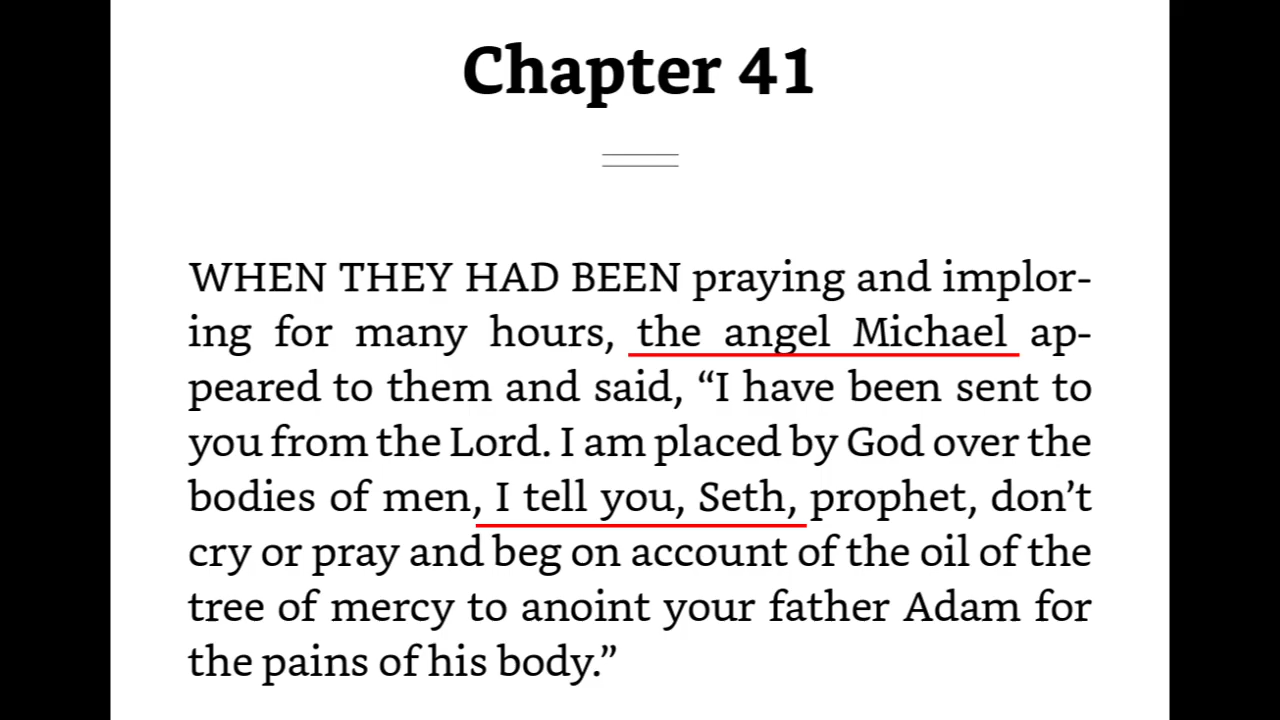 Chapter 41
WHEN THEY HAD BEEN praying and implor-
ing for many hours, the angel Michael ap-
peared to them and said, “I have been sent to
you from the Lord. I am placed by God over the
bodies of men, I tell you, Seth, prophet, don’t
cry or pray and beg on account of the oil of the
tree of mercy to anoint your father Adam for
the pains of his body.”